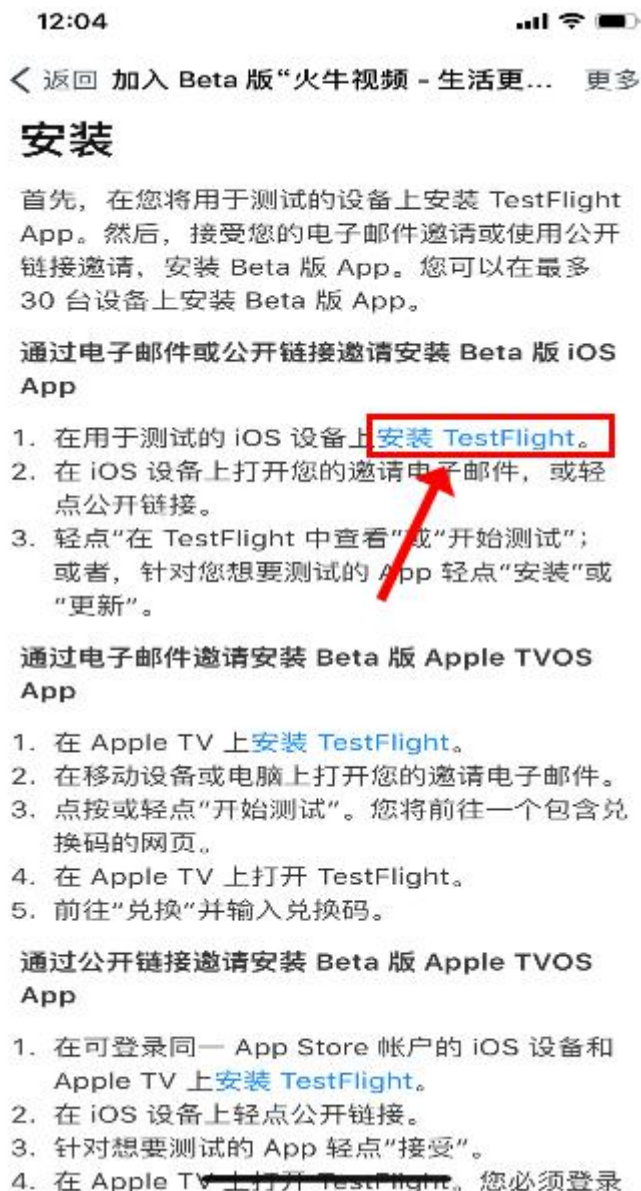 12:04
返回 加入 Beta 版“火牛视频 - 生活更... 更多
安装
首先，在您将用于测试的设备上安装 TestFlight
App。然后，接受您的电子邮件邀请或使用公开
链接邀请，安装 Beta 版 App。您可以在最多
30 台设备上安装 Beta 版 App。
通过电子邮件或公开链接邀请安装 Beta 版 iOS
App
1. 在用于测试的 iOS 设备上安装 TestFlight。
2. 在 iOS 设备上打开您的邀请电子邮件，或轻
点公开链接。
3. 轻点“在 TestFlight 中查看”或“开始测试”；
或者，针对您想要测试的 App 轻点“安装”或
“更新”。
通过电子邮件邀请安装 Beta 版 Apple TVOS
App
1. 在 Apple TV 上安装 TestFlight。
2. 在移动设备或电脑上打开您的邀请电子邮件。
3. 点按或轻点“开始测试”。您将前往一个包含兑
换码的网页。
4. 在 Apple TV 上打开 TestFlight。
5. 前往“兑换”并输入兑换码。
通过公开链接邀请安装 Beta 版 Apple TVOS
App
1. 在可登录同一 App Store 帐户的 iOS 设备和
Apple TV 上安装 TestFlight。
2. 在 iOS 设备上轻点公开链接。
3. 针对想要测试的 App 轻点“接受”。
4. 在 Apple TV 上打开 TestFlight。您必须登录